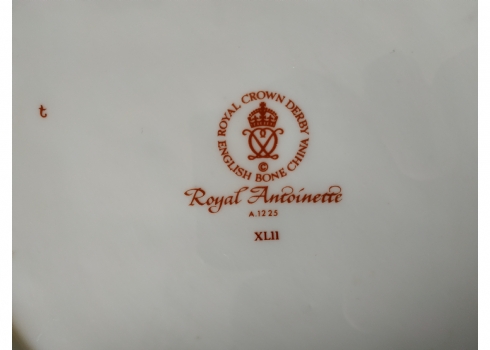 t
ROYAL CROWN DERBY
ENGLISH BONE CHINA
©
Royal Antoinette
A.1225
XLII